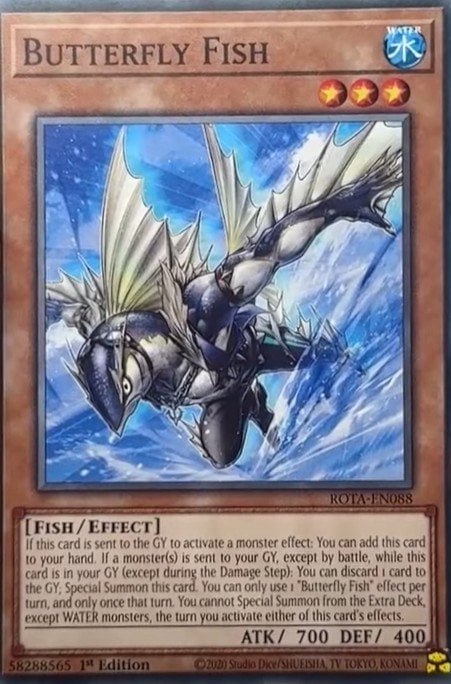 BUTTERFLY FISH
WATER
水
ROTA-EN088
[FISH/EFFECT]
If this card is sent to the GY to activate a monster effect: You can add this card
to your hand. If a monster(s) is sent to your GY, except by battle, while this
card is in your GY (except during the Damage Step): You can discard 1 card to
the GY; Special Summon this card. You can only use 1 "Butterfly Fish" effect per
turn, and only once that turn. You cannot Special Summon from the Extra Deck,
except WATER monsters, the turn you activate either of this card's effects.
ATK/ 700 DEF/ 400
58288565 1st Edition ©2020 Studio Dice/SHUEISHA, TV TOKYO, KONAMI